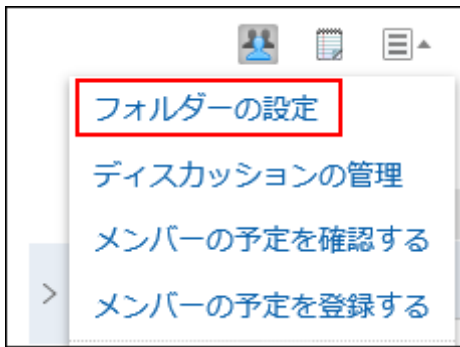 フォルダーの設定
ディスカッションの管理
メンバーの予定を確認する
メンバーの予定を登録する